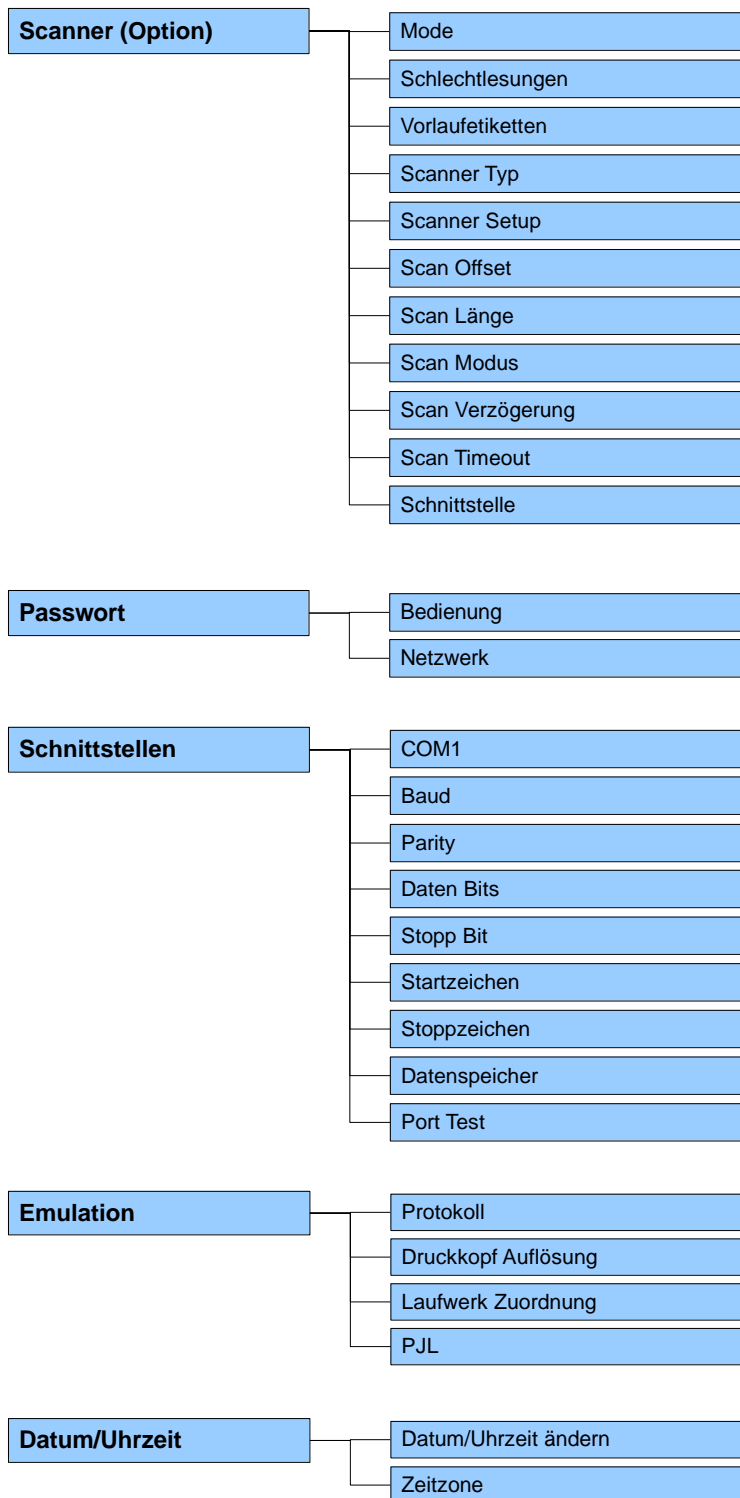 Scanner (Option)
Mode
Schlechtlesungen
Vorlaufetiketten
Scanner Typ
Scanner Setup
Scan Offset
Scan Länge
Scan Modus
Scan Verzögerung
Scan Timeout
Schnittstelle
Passwort
Bedienung
Netzwerk
Schnittstellen
COM1
Baud
Parity
Daten Bits
Stopp Bit
Startzeichen
Stoppzeichen
Datenspeicher
Port Test
Emulation
Protokoll
Druckkopf Auflösung
Laufwerk Zuordnung
PJL
Datum/Uhrzeit
Datum/Uhrzeit ändern
Zeitzone